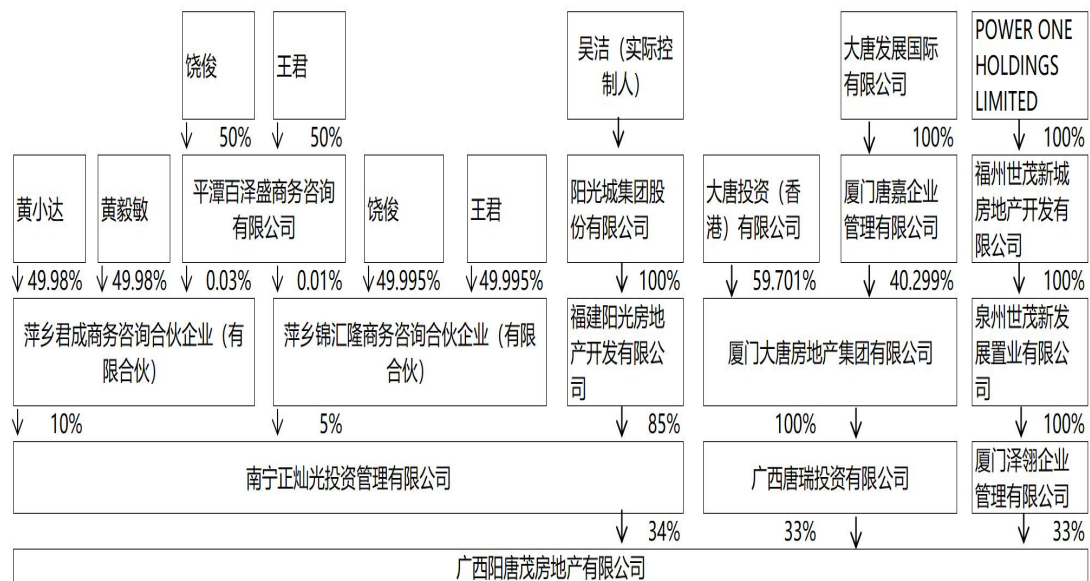 饶俊
王君
吴洁（实际控
制人）
大唐发展国际
有限公司
POWER ONE
HOLDINGS
LIMITED
50%
50%
100%
100%
黄小达
黄毅敏
平潭百泽盛商务咨询
有限公司
饶俊
王君
阳光城集团股
份有限公司
大唐投资（香
港）有限公司
厦门唐嘉企业
管理有限公司
福州世茂新城
房地产开发有
限公司
49.98%
49.98%
0.03%
0.01%
49.995%
49.995%
100%
59.701%
40.299%
100%
萍乡君成商务咨询合伙企业（有
限合伙）
萍乡锦汇隆商务咨询合伙企业（有限
合伙）
福建阳光房地
产开发有限公
司
厦门大唐房地产集团有限公司
泉州世茂新发
展置业有限公
司
10%
5%
85%
100%
100%
南宁正灿光投资管理有限公司
广西唐瑞投资有限公司
厦门泽翎企业
管理有限公司
34%
33%
33%
广西阳唐茂房地产有限公司